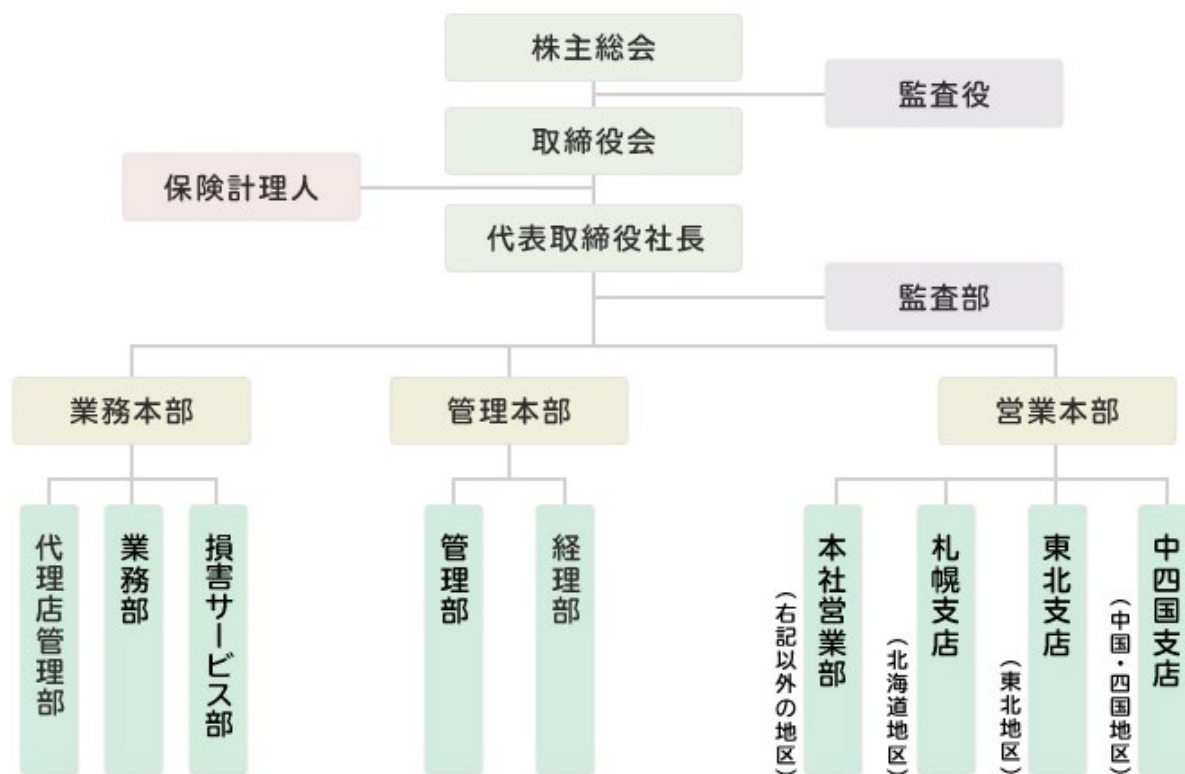 株主総会
監査役
取締役会
保険計理人
代表取締役社長
監査部
業務本部
管理本部
営業本部
代理店管理部
業務部
損害サービス部
管理部
経理部
本社営業部
（右記以外の地区）
札幌支店
（北海道地区）
東北支店
（東北地区）
中四国支店
（中国・四国地区）